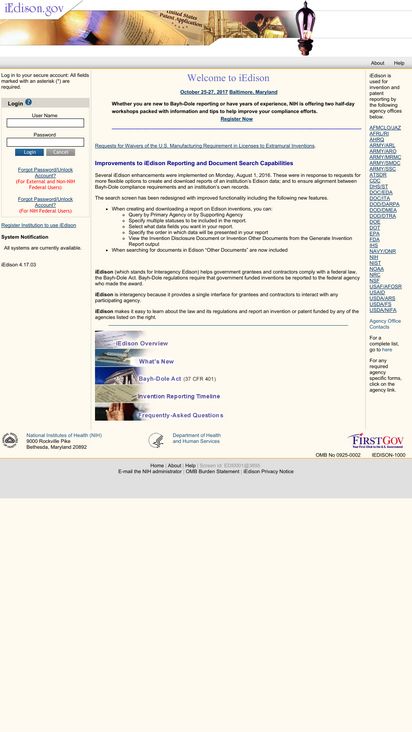 iEdison.gov
United States
Patent Application
About Help
Log in to your secure account: All fields
marked with an asterisk (*) are
required.
Login
User Name
Password
Login Cancel
Forgot Password/Unlock
Account?
(For External and Non-NIH
Federal Users)
Forgot Password/Unlock
Account?
(For NIH Federal Users)
Register Institution to use iEdison
System Notification
All systems are currently available.
iEdison 4.17.03
Welcome to iEdison
October 25-27, 2017 Baltimore, Maryland
Whether you are new to Bayh-Dole reporting or have years of experience, NIH is offering two half-day
workshops packed with information and tips to help improve your compliance efforts.
Register Now
Requests for Waivers of the U.S. Manufacturing Requirement in Licenses to Extramural Inventions.
Improvements to iEdison Reporting and Document Search Capabilities
Several iEdison enhancements were implemented on Monday, August 1, 2016. These were in response to requests for
more flexible options to create and download reports of an institution's Edison data; and to ensure alignment between
Bayh-Dole compliance requirements and an institution's own records.
The search screen has been redesigned with improved functionality including the following new features.
• When creating and downloading a report on Edison inventions, you can:
○ Query by Primary Agency or by Supporting Agency
○ Specify multiple statuses to be included in the report.
○ Select what data fields you want in your report
○ Specify the order in which data will be presented in your report
○ View the Invention Disclosure Document or Invention Other Documents from the Generate Invention
Report output
• When searching for documents in Edison "Other Documents" are now included
iEdison (which stands for Interagency Edison) helps government grantees and contractors comply with a federal law,
the Bayh-Dole Act. Bayh-Dole regulations require that government funded inventions be reported to the federal agency
who made the award.
iEdison is interagency because it provides a single interface for grantees and contractors to interact with any
participating agency.
iEdison makes it easy to learn about the law and its regulations and report an invention or patent funded by any of the
agencies listed on the right.
iEdison Overview
What's New
Bayh-Dole Act (37 CFR 401)
Invention Reporting Timeline
Frequently-Asked Questions
iEdison is
used for
invention and
patent
reporting by
the following
agency offices
below.
AFMCLO/JAZ
AFRL/RI
AHRQ
ARMY/ARL
ARMY/ARO
ARMY/MRMC
ARMY/SMDC
ARMY/SSC
ATSDR
CDC
DHS/ST
DOC/EDA
DOC/ITA
DOD/DARPA
DOD/DMEA
DOD/DTRA
DOE
DOT
EPA
FDA
IHS
NAVY/ONR
NIH
NIST
NOAA
NRC
NSF
USAF/AFOSR
USAID
USDA/ARS
USDA/FS
USDA/NIFA
Agency Office
Contacts
For a
complete list,
go to here
For any
required
agency
specific forms,
click on the
agency link.
National Institutes of Health (NIH)
9000 Rockville Pike
Bethesda, Maryland 20892
Department of Health
and Human Services
FIRSTGOV
Your First Click to the U.S. Government
OMB No 0925-0002 IEDISON-1000
Home | About | Help |
E-mail the NIH administrator | OMB Burden Statement | iEdison Privacy Notice